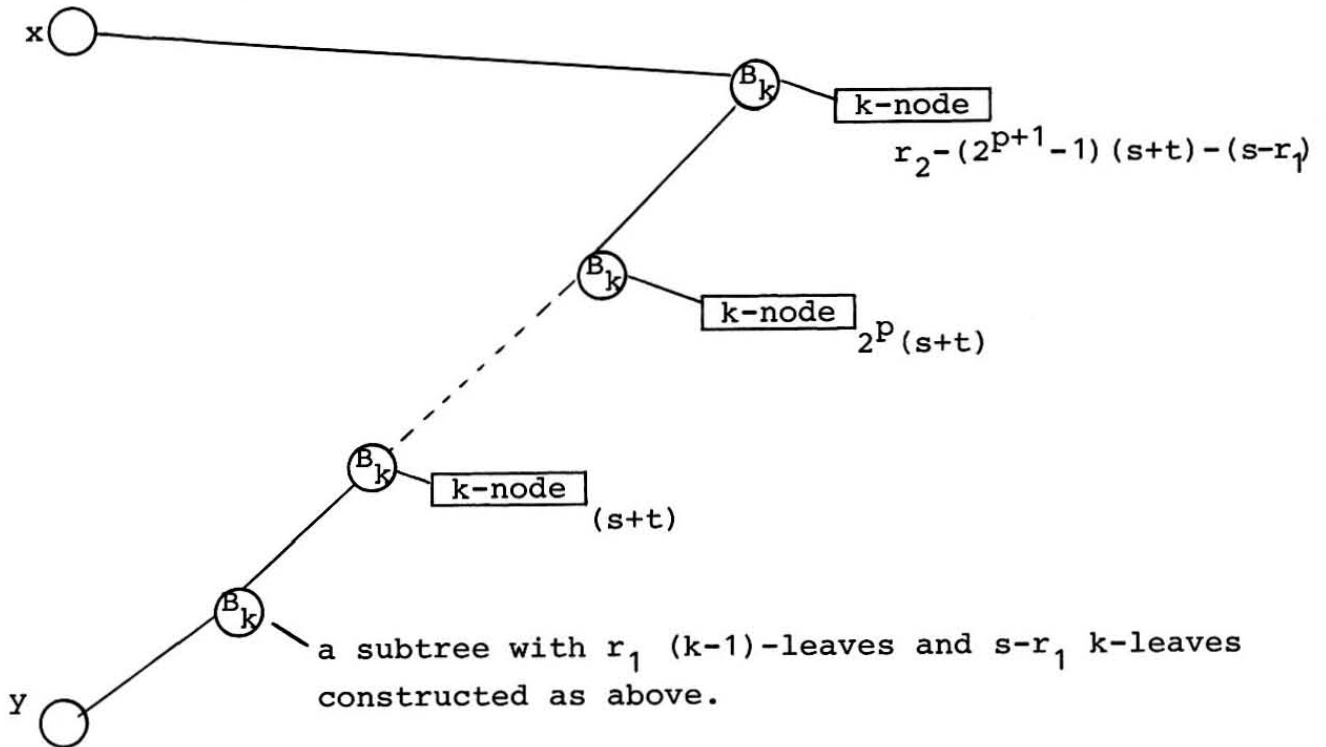 x
B_k
k-node
r_2-(2^{p+1}-1)(s+t)-(s-r_1)
B_k
k-node
2^p(s+t)
B_k
k-node
(s+t)
B_k
a subtree with r_1 (k-1)-leaves and s-r_1 k-leaves
constructed as above.
y